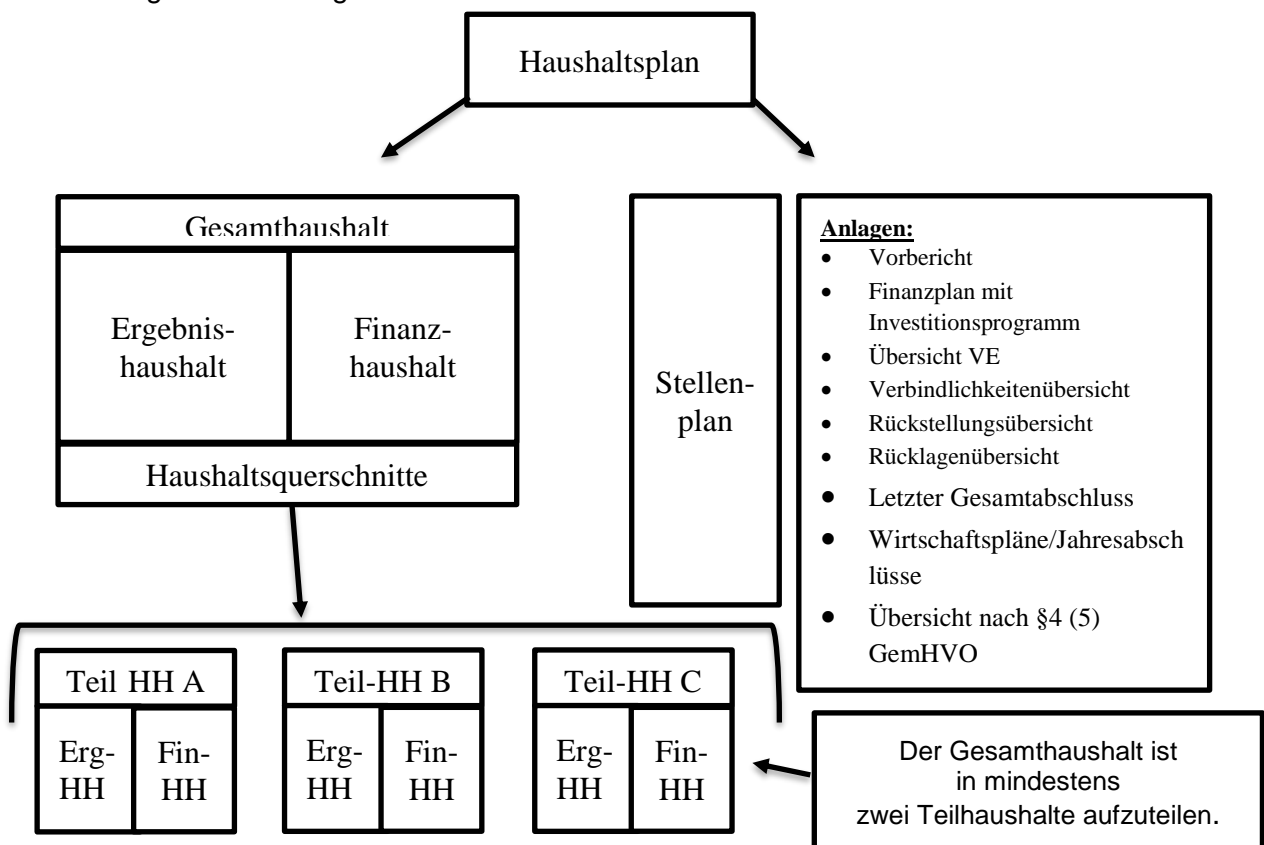 Haushaltsplan
Gesamthaushalt
Ergebnis-
haushalt
Finanz-
haushalt
Haushaltsquerschnitte
Stellen-
plan
Anlagen:
• Vorbericht
• Finanzplan mit
Investitionsprogramm
• Übersicht VE
• Verbindlichkeitenübersicht
• Rückstellungsübersicht
• Rücklagenübersicht
• Letzter Gesamtabschluss
• Wirtschaftspläne/Jahresabsch
lüsse
• Übersicht nach §4 (5)
GemHVO
Teil HH A
Erg-
HH
Fin-
HH
Teil-HH B
Erg-
HH
Fin-
HH
Teil-HH C
Erg-
HH
Fin-
HH
Der Gesamthaushalt ist
in mindestens
zwei Teilhaushalte aufzuteilen.